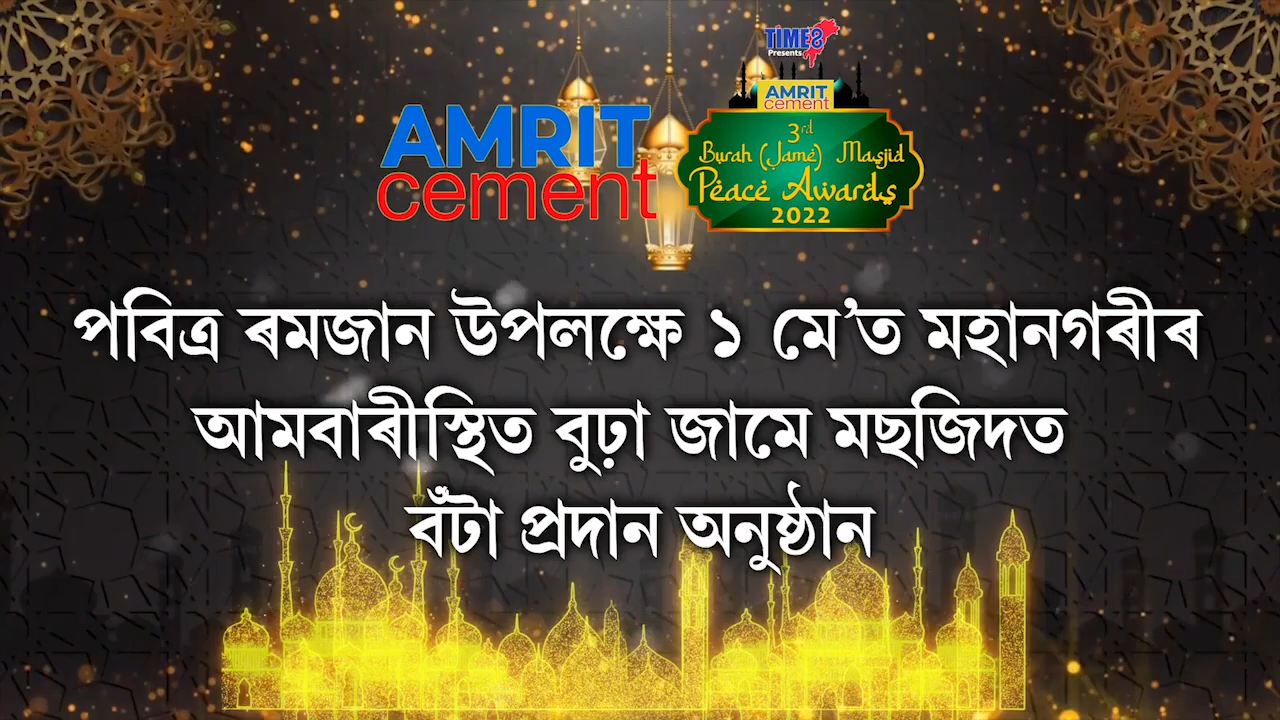 TIME8
Presents
AMRIT
cement
AMRIT
cement
3rd
Burah (Jame) Masjid
Peace Awards
2022
পবিত্ৰ ৰমজান উপলক্ষে ১ মে’ত মহানগৰীৰ
আমবাৰীস্থিত বুঢ়া জামে মছজিদত
বঁটা প্ৰদান অনুষ্ঠান